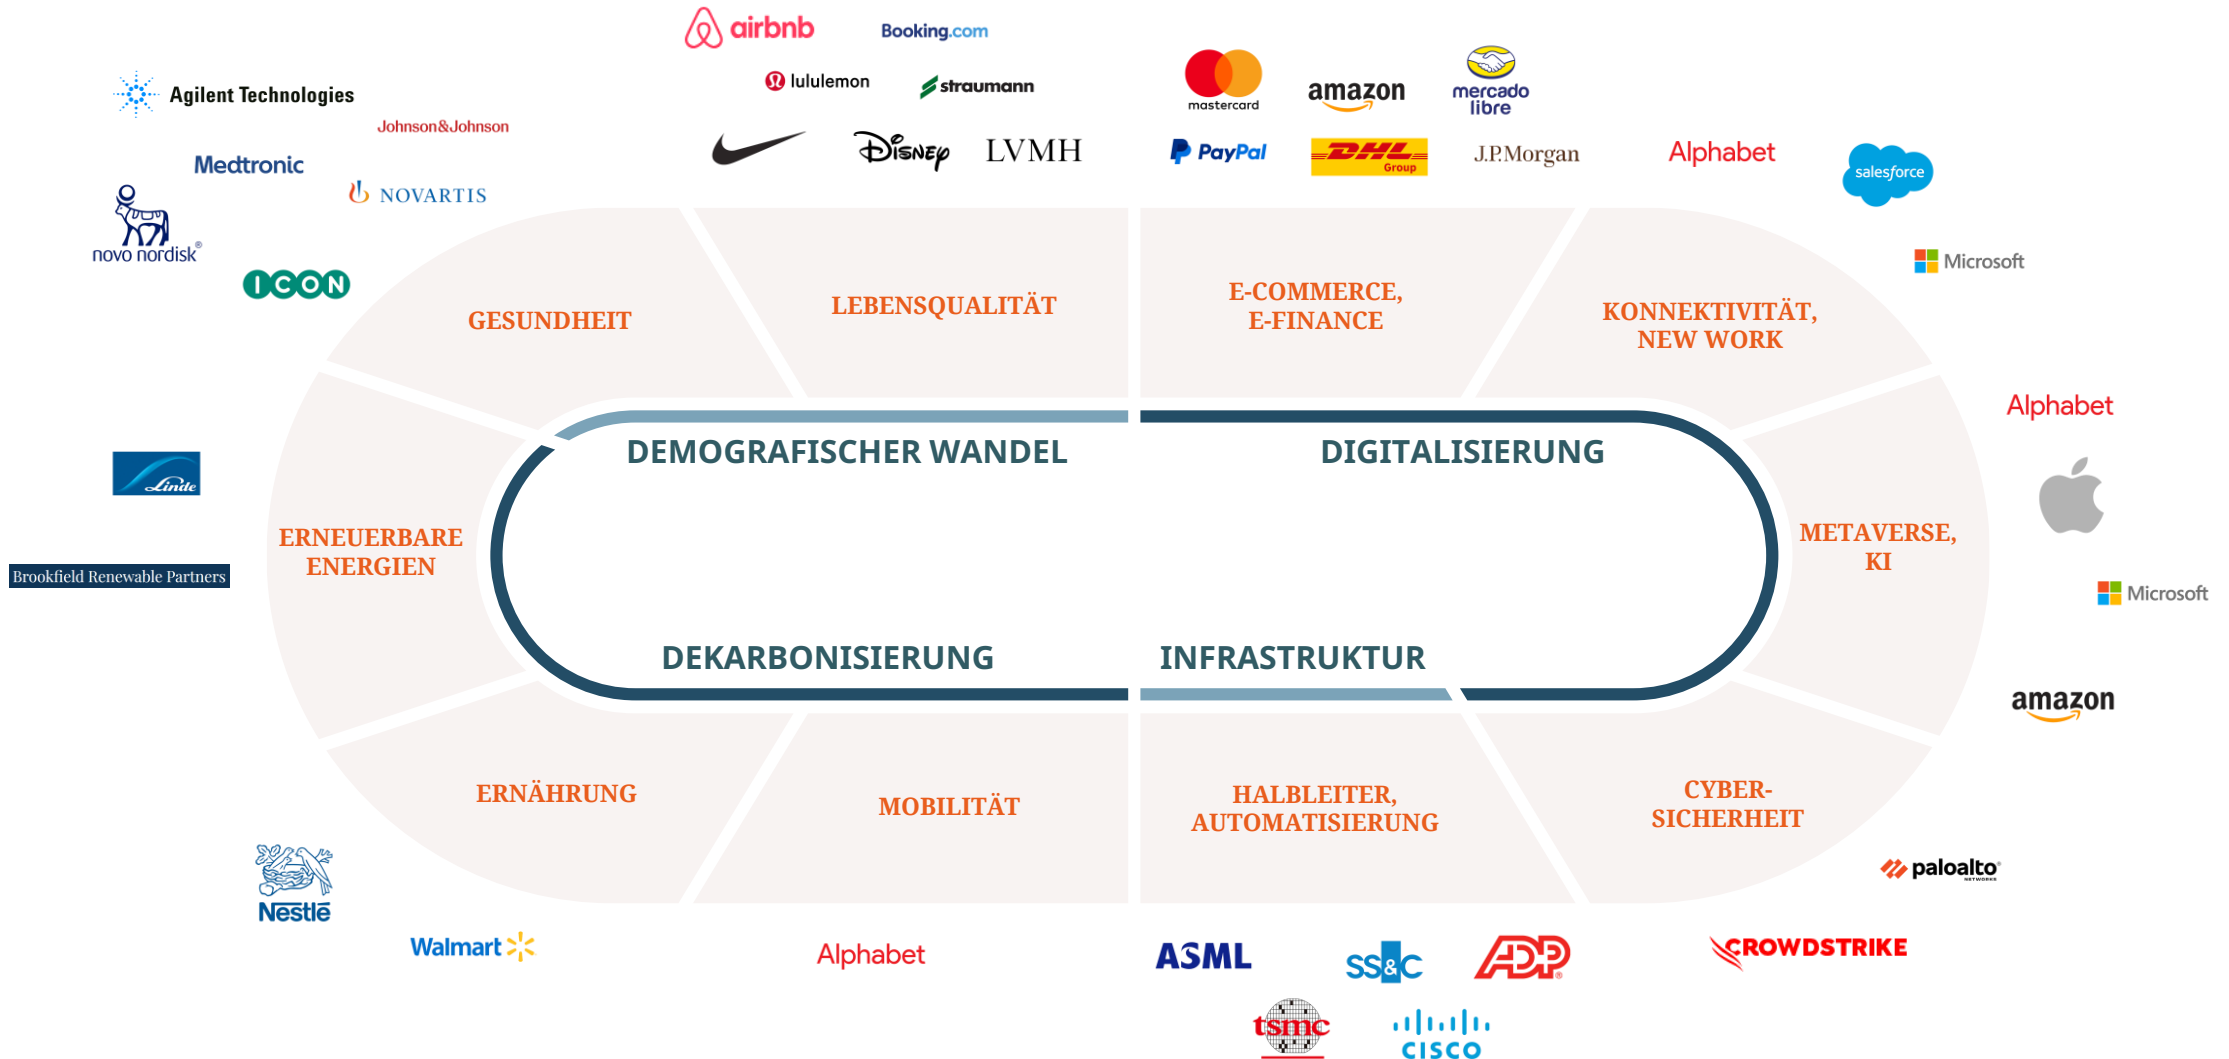 airbnb
Booking.com
lululemon
straumann
DISNEP
LVMH
mastercard
amazon
mercado
libre
PayPal
DHL
Group
J.P.Morgan
Alphabet
salesforce
Microsoft
Agilent Technologies
Johnson&Johnson
Medtronic
NOVARTIS
novo nordisk®
ICON
GESUNDHEIT
LEBENSQUALITÄT
E-COMMERCE,
E-FINANCE
KONNEKTIVITÄT,
NEW WORK
DEMOGRAFISCHER WANDEL
DIGITALISIERUNG
Alphabet
Linde
Brookfield Renewable Partners
ERNEUERBARE
ENERGIEN
METAVERSE,
KI
Microsoft
amazon
DEKARBONISIERUNG
INFRASTRUKTUR
ERNÄHRUNG
MOBILITÄT
HALBLEITER,
AUTOMATISIERUNG
CYBER-
SICHERHEIT
Nestlé
Walmart
Alphabet
ASML
SS&C
ADP®
tsmc
CISCO
paloalto®
NETWORKS
CROWDSTRIKE